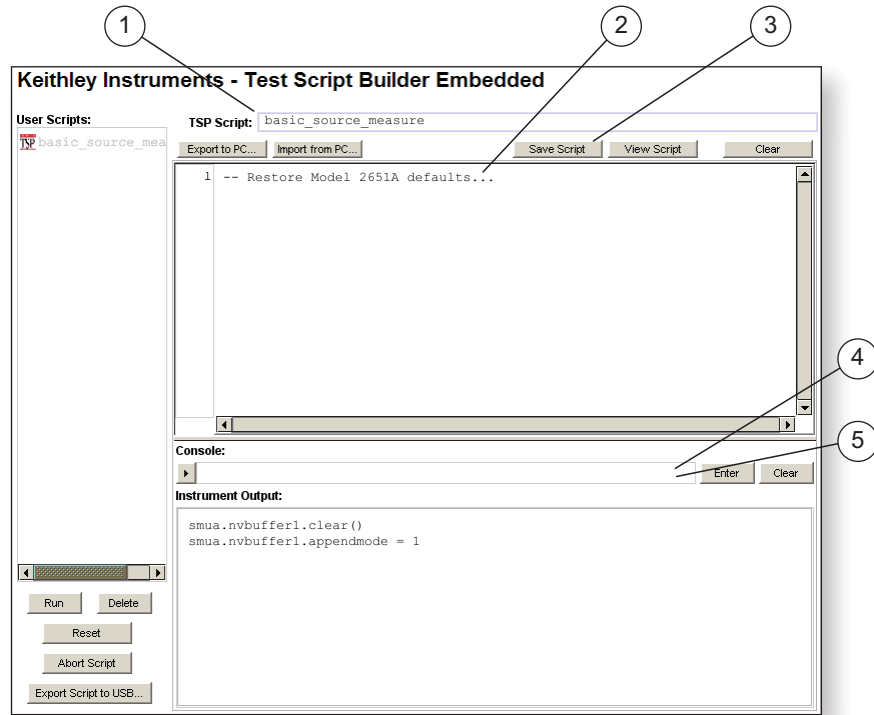 1
2
3
Keithley Instruments - Test Script Builder Embedded
User Scripts:
TSP Script: basic_source_measure
TSP basic_source_mea
Export to PC... Import from PC... Save Script View Script Clear
1 -- Restore Model 2651A defaults...
4
5
Console:
Enter Clear
Instrument Output:
smua.nvbuffer1.clear()
smua.nvbuffer1.appendmode = 1
Run Delete
Reset
Abort Script
Export Script to USB...